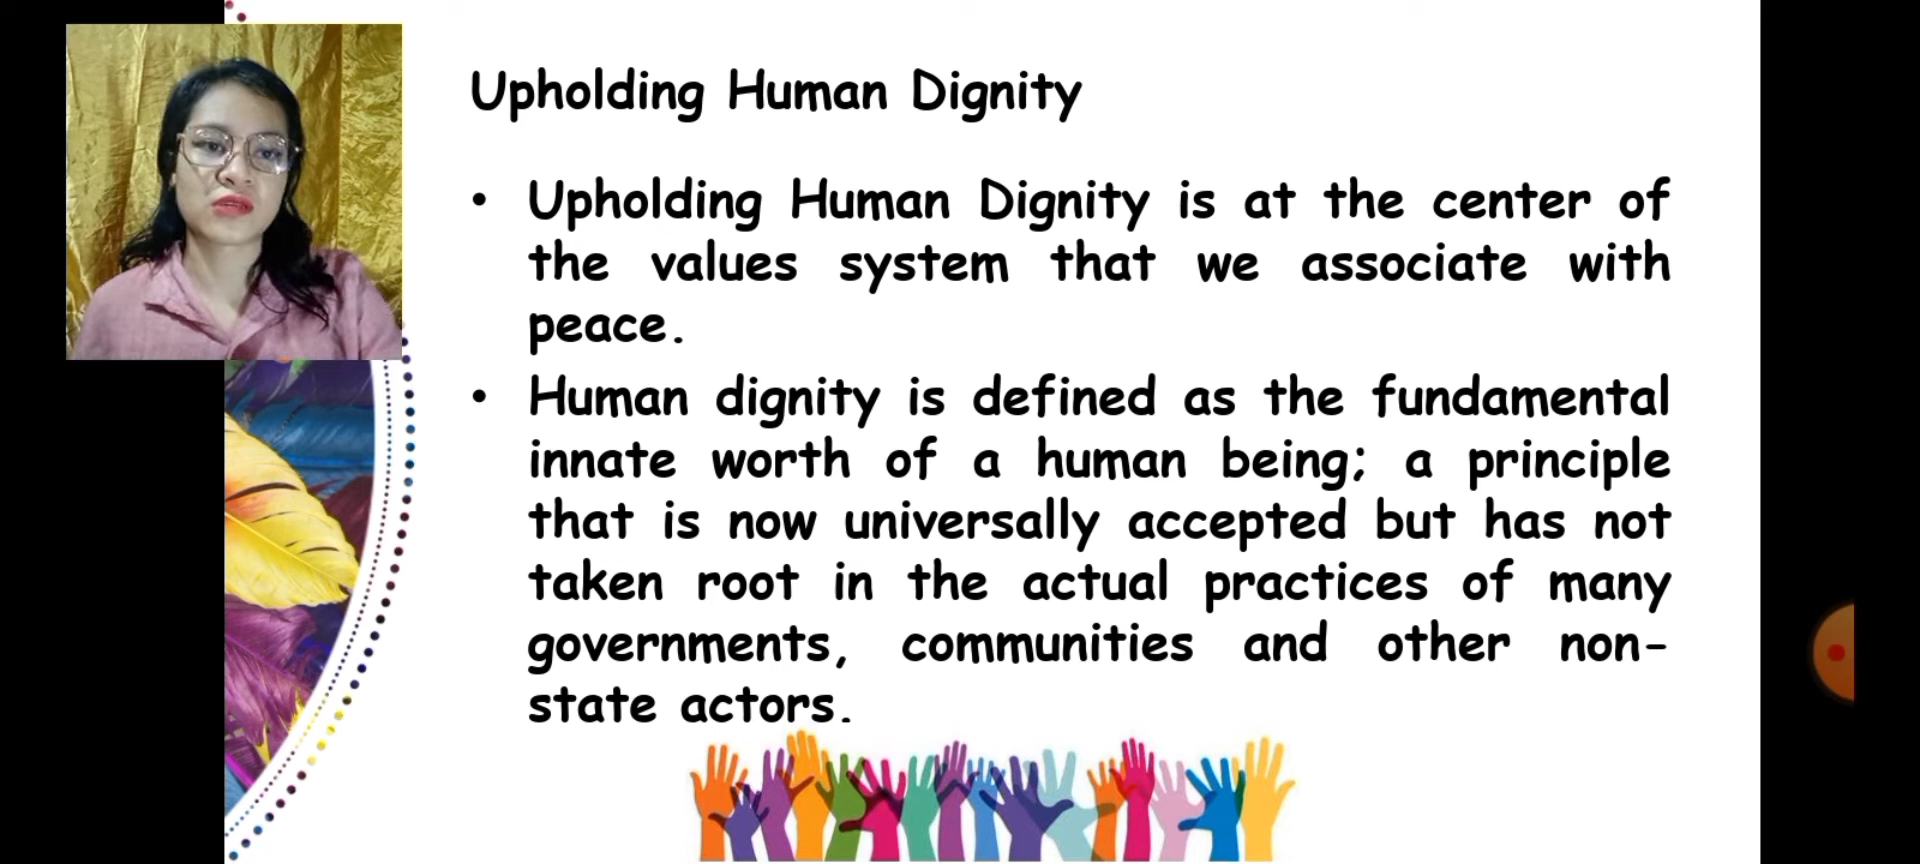 Upholding Human Dignity
• Upholding Human Dignity is at the center of
the values system that we associate with
peace.
• Human dignity is defined as the fundamental
innate worth of a human being; a principle
that is now universally accepted but has not
taken root in the actual practices of many
governments, communities and other non-
state actors.